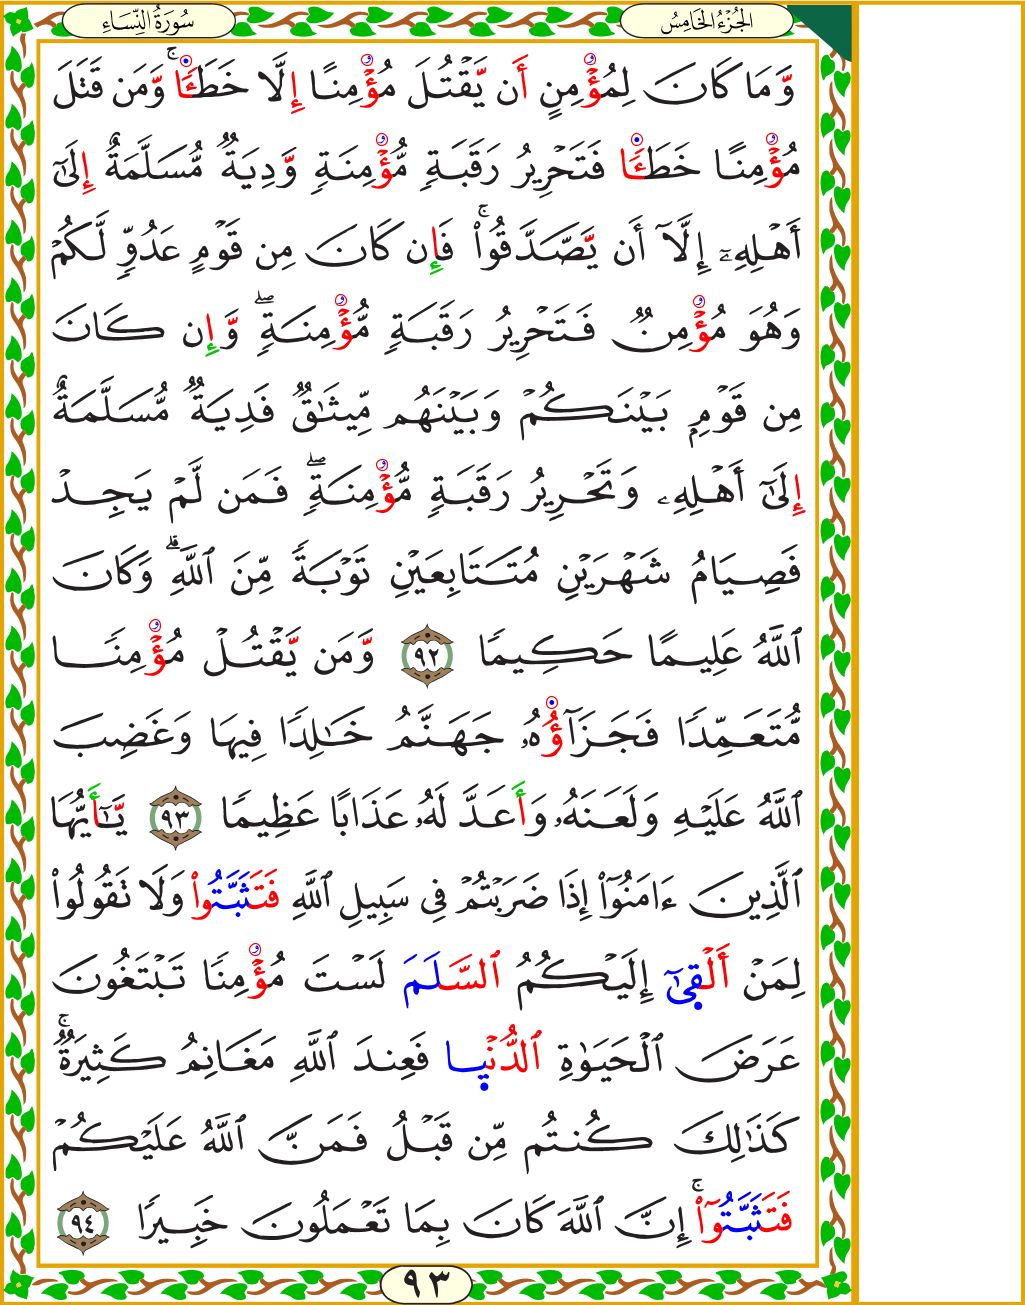 الجُزْءُ الخَامِسُ
سُورَةُ النِّسَاءِ
وَّمَا كَانَ لِمُؤْمِنٍ أَن يَّقْتُلَ مُؤْمِنًا إِلَّا خَطَـًٔا ۚ وَّمَن قَتَلَ
مُؤْمِنًا خَطَـًٔا فَتَحْرِيرُ رَقَبَةٍ مُّؤْمِنَةٍ وَّدِيَةٌ مُّسَلَّمَةٌ إِلَىٰٓ
أَهْلِهِۦٓ إِلَّآ أَن يَّصَّدَّقُوا۟ ۚ فَإِن كَانَ مِن قَوْمٍ عَدُوٍّ لَّكُمْ
وَهُوَ مُؤْمِنٌ فَتَحْرِيرُ رَقَبَةٍ مُّؤْمِنَةٍ ۖ وَّإِن كَانَ
مِن قَوْمٍۭ بَيْنَكُمْ وَبَيْنَهُم مِّيثَٰقٌ فَدِيَةٌ مُّسَلَّمَةٌ
إِلَىٰٓ أَهْلِهِۦ وَتَحْرِيرُ رَقَبَةٍ مُّؤْمِنَةٍ ۖ فَمَن لَّمْ يَجِدْ
فَصِيَامُ شَهْرَيْنِ مُتَتَابِعَيْنِ تَوْبَةً مِّنَ ٱللَّهِ ۗ وَكَانَ
ٱللَّهُ عَلِيمًا حَكِيمًا ٩٢ وَّمَن يَّقْتُلْ مُؤْمِنًا
مُّتَعَمِّدًا فَجَزَآؤُهُۥ جَهَنَّمُ خَٰلِدًا فِيهَا وَغَضِبَ
ٱللَّهُ عَلَيْهِ وَلَعَنَهُۥ وَأَعَدَّ لَهُۥ عَذَابًا عَظِيمًا ٩٣ يَّٰٓأَيُّهَا
ٱلَّذِينَ ءَامَنُوٓا۟ إِذَا ضَرَبْتُمْ فِى سَبِيلِ ٱللَّهِ فَتَثَبَّتُوا۟ وَلَا تَقُولُوا۟
لِمَنْ أَلْقَىٰٓ إِلَيْكُمُ ٱلسَّلَمَ لَسْتَ مُؤْمِنًا تَبْتَغُونَ
عَرَضَ ٱلْحَيَوٰةِ ٱلدُّنْيَا فَعِندَ ٱللَّهِ مَغَانِمُ كَثِيرَةٌ ۚ
كَذَٰلِكَ كُنتُم مِّن قَبْلُ فَمَنَّ ٱللَّهُ عَلَيْكُمْ
فَتَثَبَّتُوٓا۟ ۚ إِنَّ ٱللَّهَ كَانَ بِمَا تَعْمَلُونَ خَبِيرًا ٩٤
٩٣